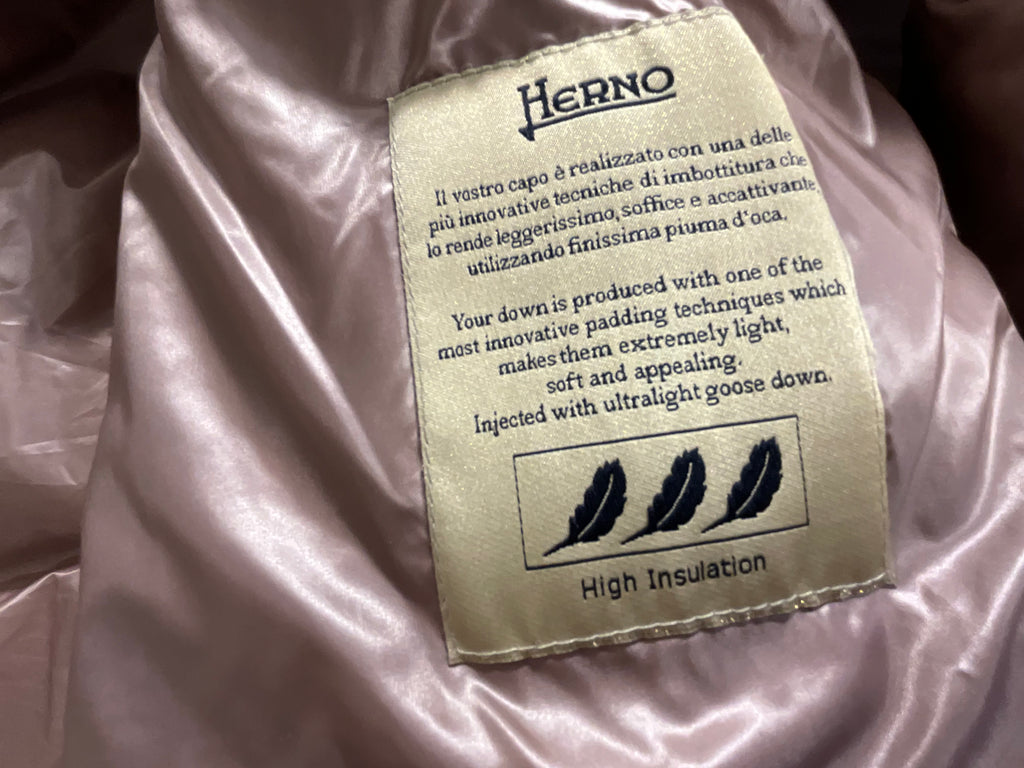 HERNO
Il vostro capo è realizzato con una delle
più innovative tecniche di imbottitura che
lo rende leggerissimo, soffice e accattivante,
utilizzando finissima piuma d'oca.
Your down is produced with one of the
most innovative padding techniques which
makes them extremely light,
soft and appealing.
Injected with ultralight goose down.
High Insulation